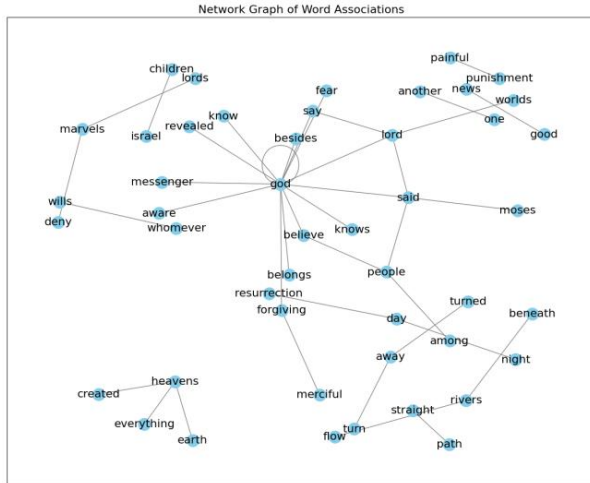 Network Graph of Word Associations
painful
children
lords
punishment
fear
another
news
worlds
say
know
marvels
revealed
one
israel
besides
lord
good
messenger
god
said
wills
aware
moses
deny
whomever
knows
believe
belongs
people
resurrection
turned
forgiving
beneath
day
among
away
night
heavens
created
merciful
rivers
straight
everything
turn
flow
earth
path